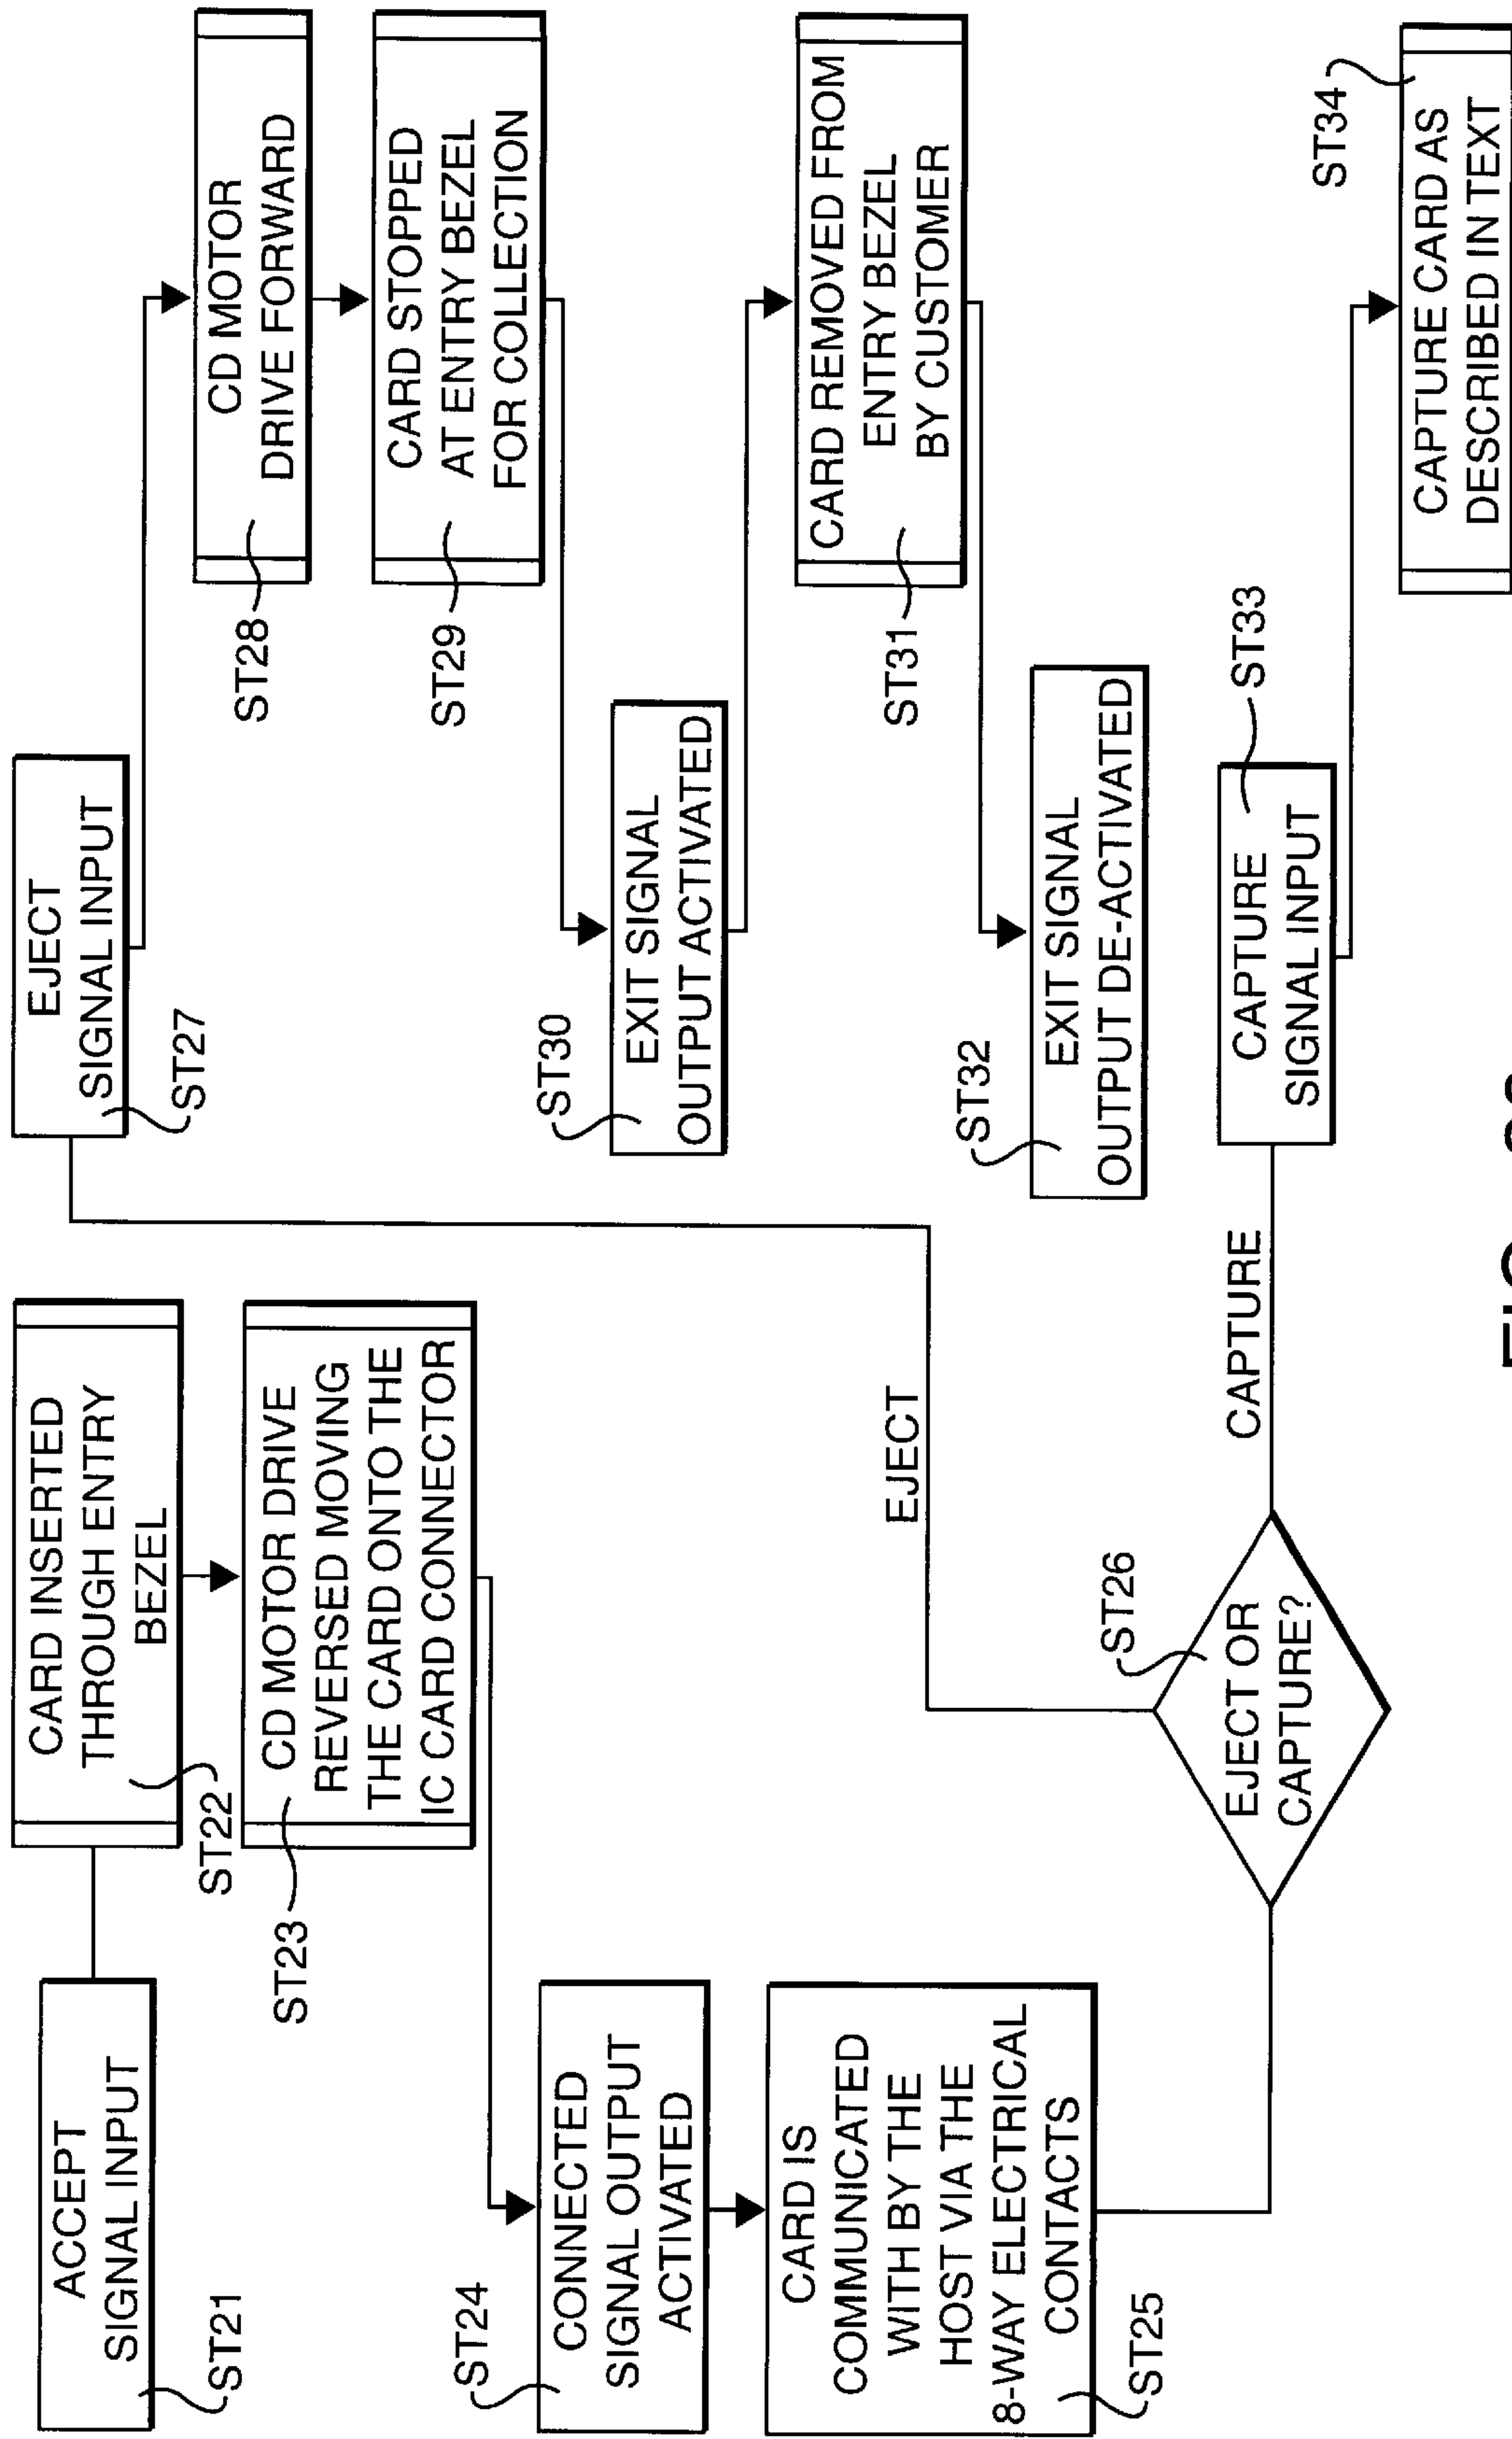 ACCEPT
SIGNAL INPUT
ST21
CARD INSERTED
THROUGH ENTRY
BEZEL
ST22
CD MOTOR DRIVE
REVERSED MOVING
THE CARD ONTO THE
IC CARD CONNECTOR
ST23
CONNECTED
SIGNAL OUTPUT
ACTIVATED
ST24
CARD IS
COMMUNICATED
WITH BY THE
HOST VIA THE
8-WAY ELECTRICAL
CONTACTS
ST25
EJECT OR
CAPTURE?
ST26
EJECT
CAPTURE
EJECT
SIGNAL INPUT
ST27
CD MOTOR
DRIVE FORWARD
ST28
CARD STOPPED
AT ENTRY BEZEL
FOR COLLECTION
ST29
EXIT SIGNAL
OUTPUT ACTIVATED
ST30
CARD REMOVED FROM
ENTRY BEZEL
BY CUSTOMER
ST31
EXIT SIGNAL
OUTPUT DE-ACTIVATED
ST32
CAPTURE
SIGNAL INPUT
ST33
CAPTURE CARD AS
DESCRIBED IN TEXT
ST34